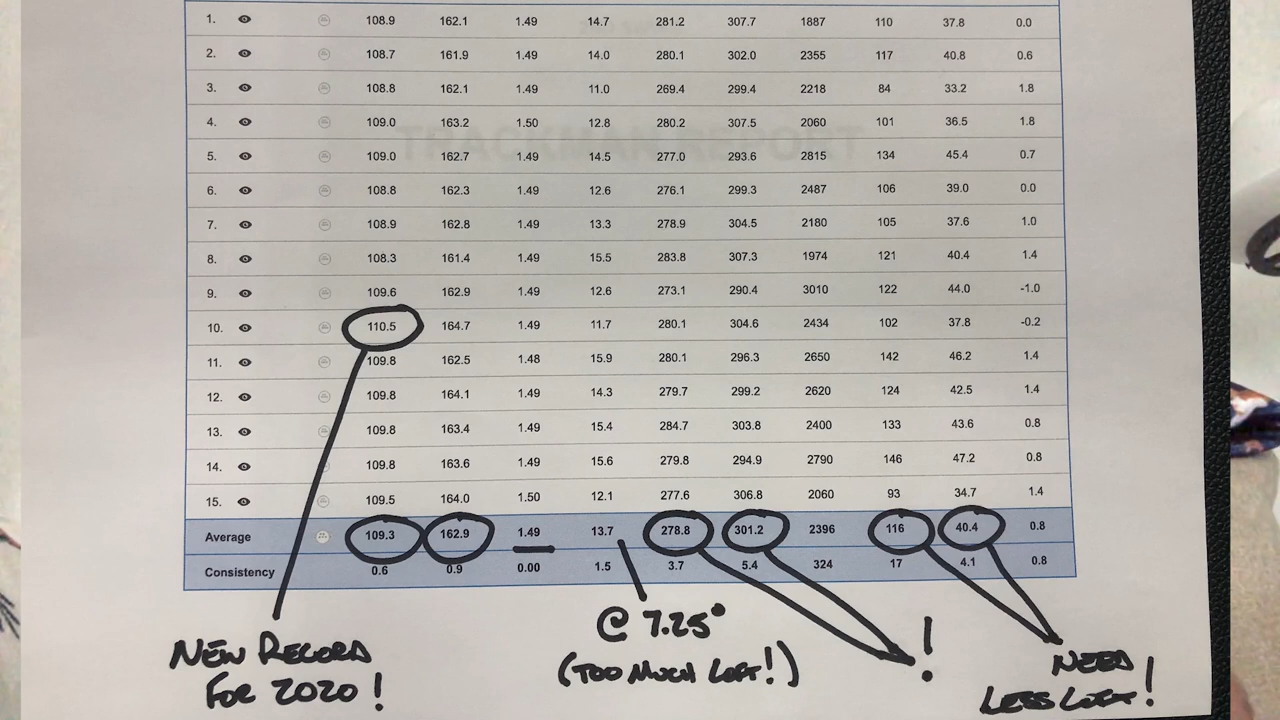 1. 108.9 162.1 1.49 14.7 281.2 307.7 1887 110 37.8 0.0
2. 108.7 161.9 1.49 14.0 280.1 302.0 2355 117 40.8 0.6
3. 108.8 162.1 1.49 11.0 269.4 299.4 2218 84 33.2 1.8
4. 109.0 163.2 1.50 12.8 280.2 307.5 2060 101 36.5 1.8
TRACKMAN REPORT
5. 109.0 162.7 1.49 14.5 277.0 293.6 2815 134 45.4 0.7
6. 108.8 162.3 1.49 12.6 276.1 299.3 2487 106 39.0 0.0
7. 108.9 162.8 1.49 13.3 278.9 304.5 2180 105 37.6 1.0
8. 108.3 161.4 1.49 15.5 283.8 307.3 1974 121 40.4 1.4
9. 109.6 162.9 1.49 12.6 273.1 290.4 3010 122 44.0 -1.0
10. 110.5 164.7 1.49 11.7 280.1 304.6 2434 102 37.8 -0.2
11. 109.8 162.5 1.48 15.9 280.1 296.3 2650 142 46.2 1.4
12. 109.8 164.1 1.49 14.3 279.7 299.2 2620 124 42.5 1.4
13. 109.8 163.4 1.49 15.4 284.7 303.8 2400 133 43.6 0.8
14. 109.8 163.6 1.49 15.6 279.8 294.9 2790 146 47.2 0.8
15. 109.5 164.0 1.50 12.1 277.6 306.8 2060 93 34.7 1.4
Average 109.3 162.9 1.49 13.7 278.8 301.2 2396 116 40.4 0.8
Consistency 0.6 0.9 0.00 1.5 3.7 5.4 324 17 4.1 0.8
NEW RECORD
FOR 2020!
@ 7.25°
(TOO MUCH LOFT!)
!
NEED
LESS LOFT!